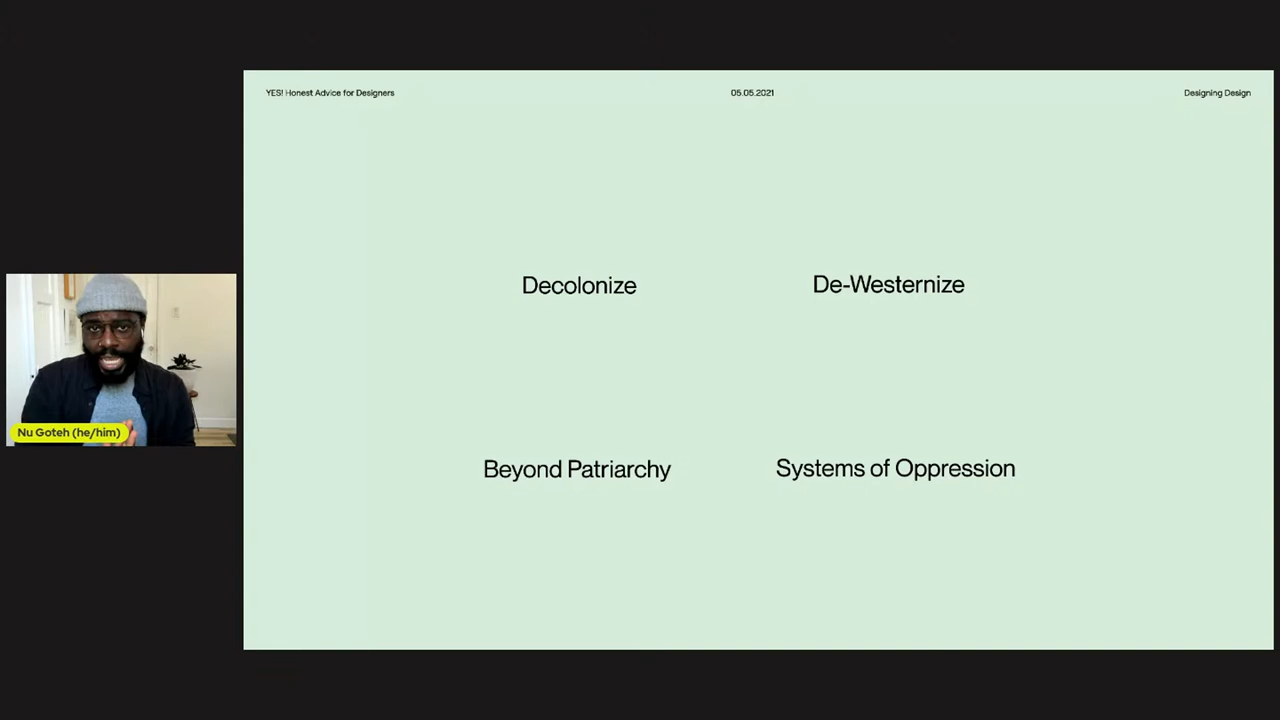 YES! Honest Advice for Designers
05.05.2021
Designing Design
Decolonize
De-Westernize
Beyond Patriarchy
Systems of Oppression
Nu Goteh (he/him)